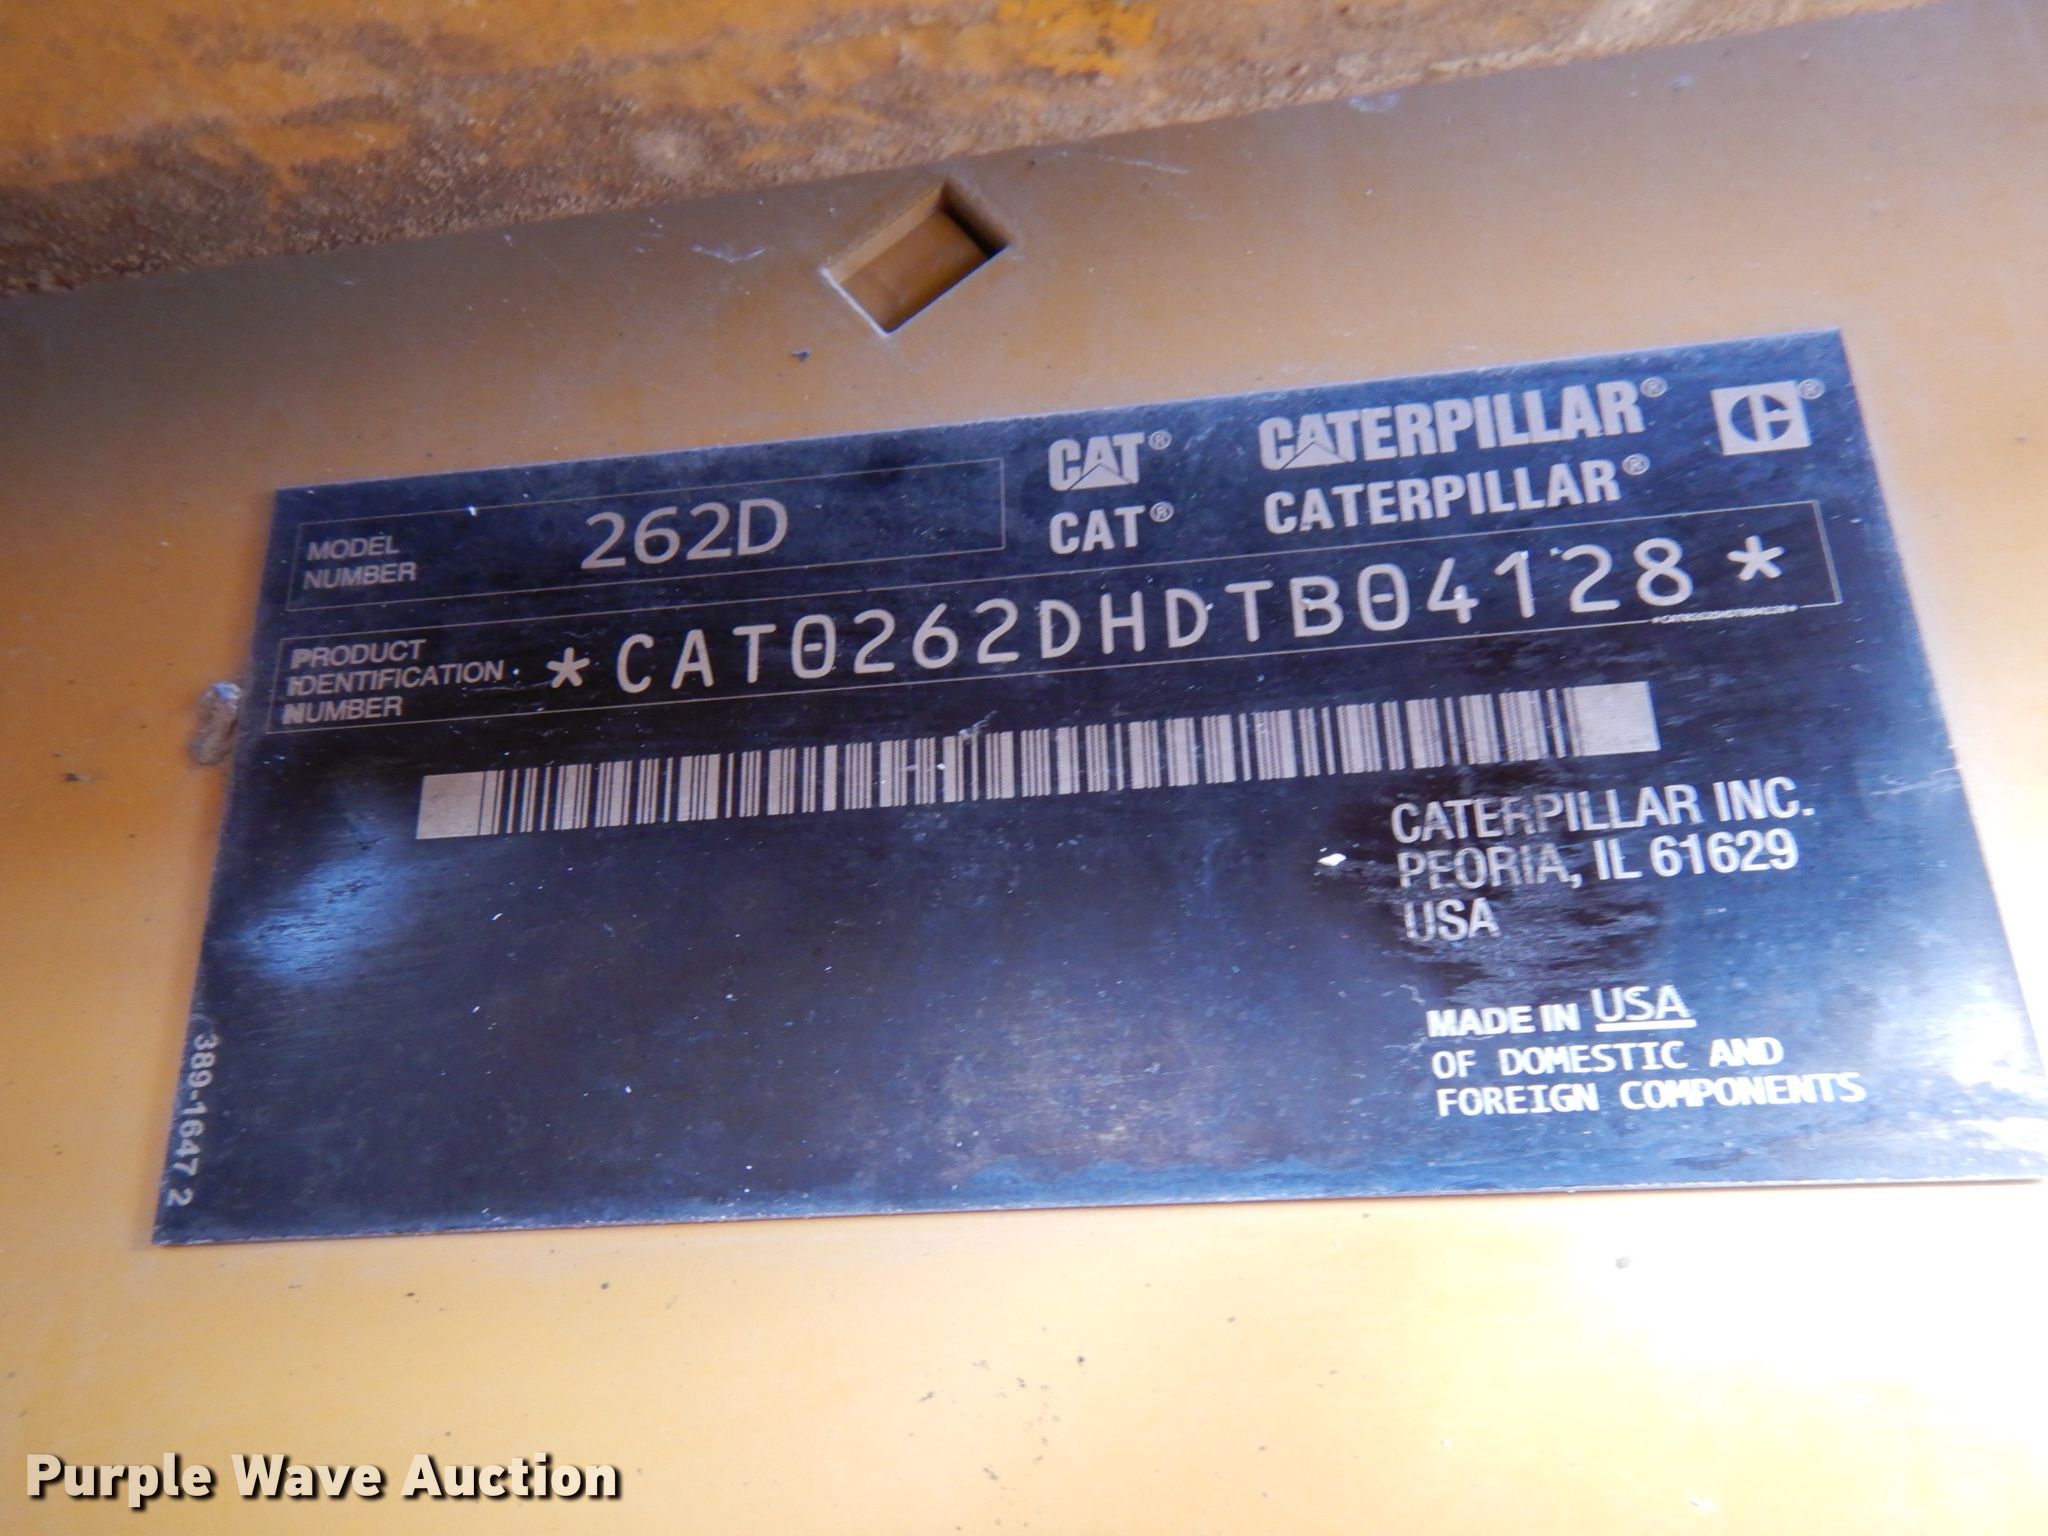 MODEL NUMBER
262D
CAT®
CATERPILLAR®
CAT®
CATERPILLAR®
PRODUCT
IDENTIFICATION
NUMBER
*CAT0262DHDTB04128*
*CAT0262DHDTB04128*
CATERPILLAR INC.
PEORIA, IL 61629
USA
MADE IN USA
OF DOMESTIC AND
FOREIGN COMPONENTS
389-1647 2
Purple Wave Auction